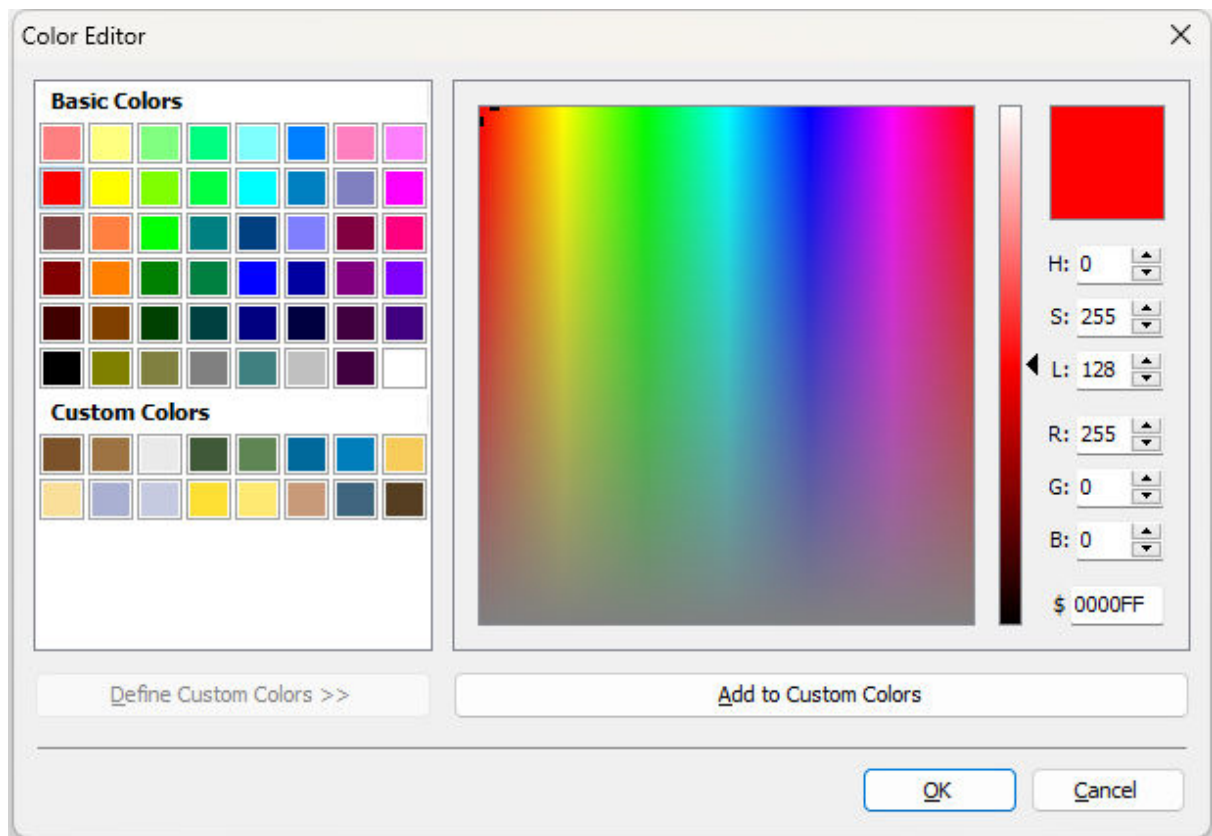 Color Editor
Basic Colors
Custom Colors
H: 0
S: 255
L: 128
R: 255
G: 0
B: 0
$ 0000FF
Define Custom Colors >>
Add to Custom Colors
OK
Cancel